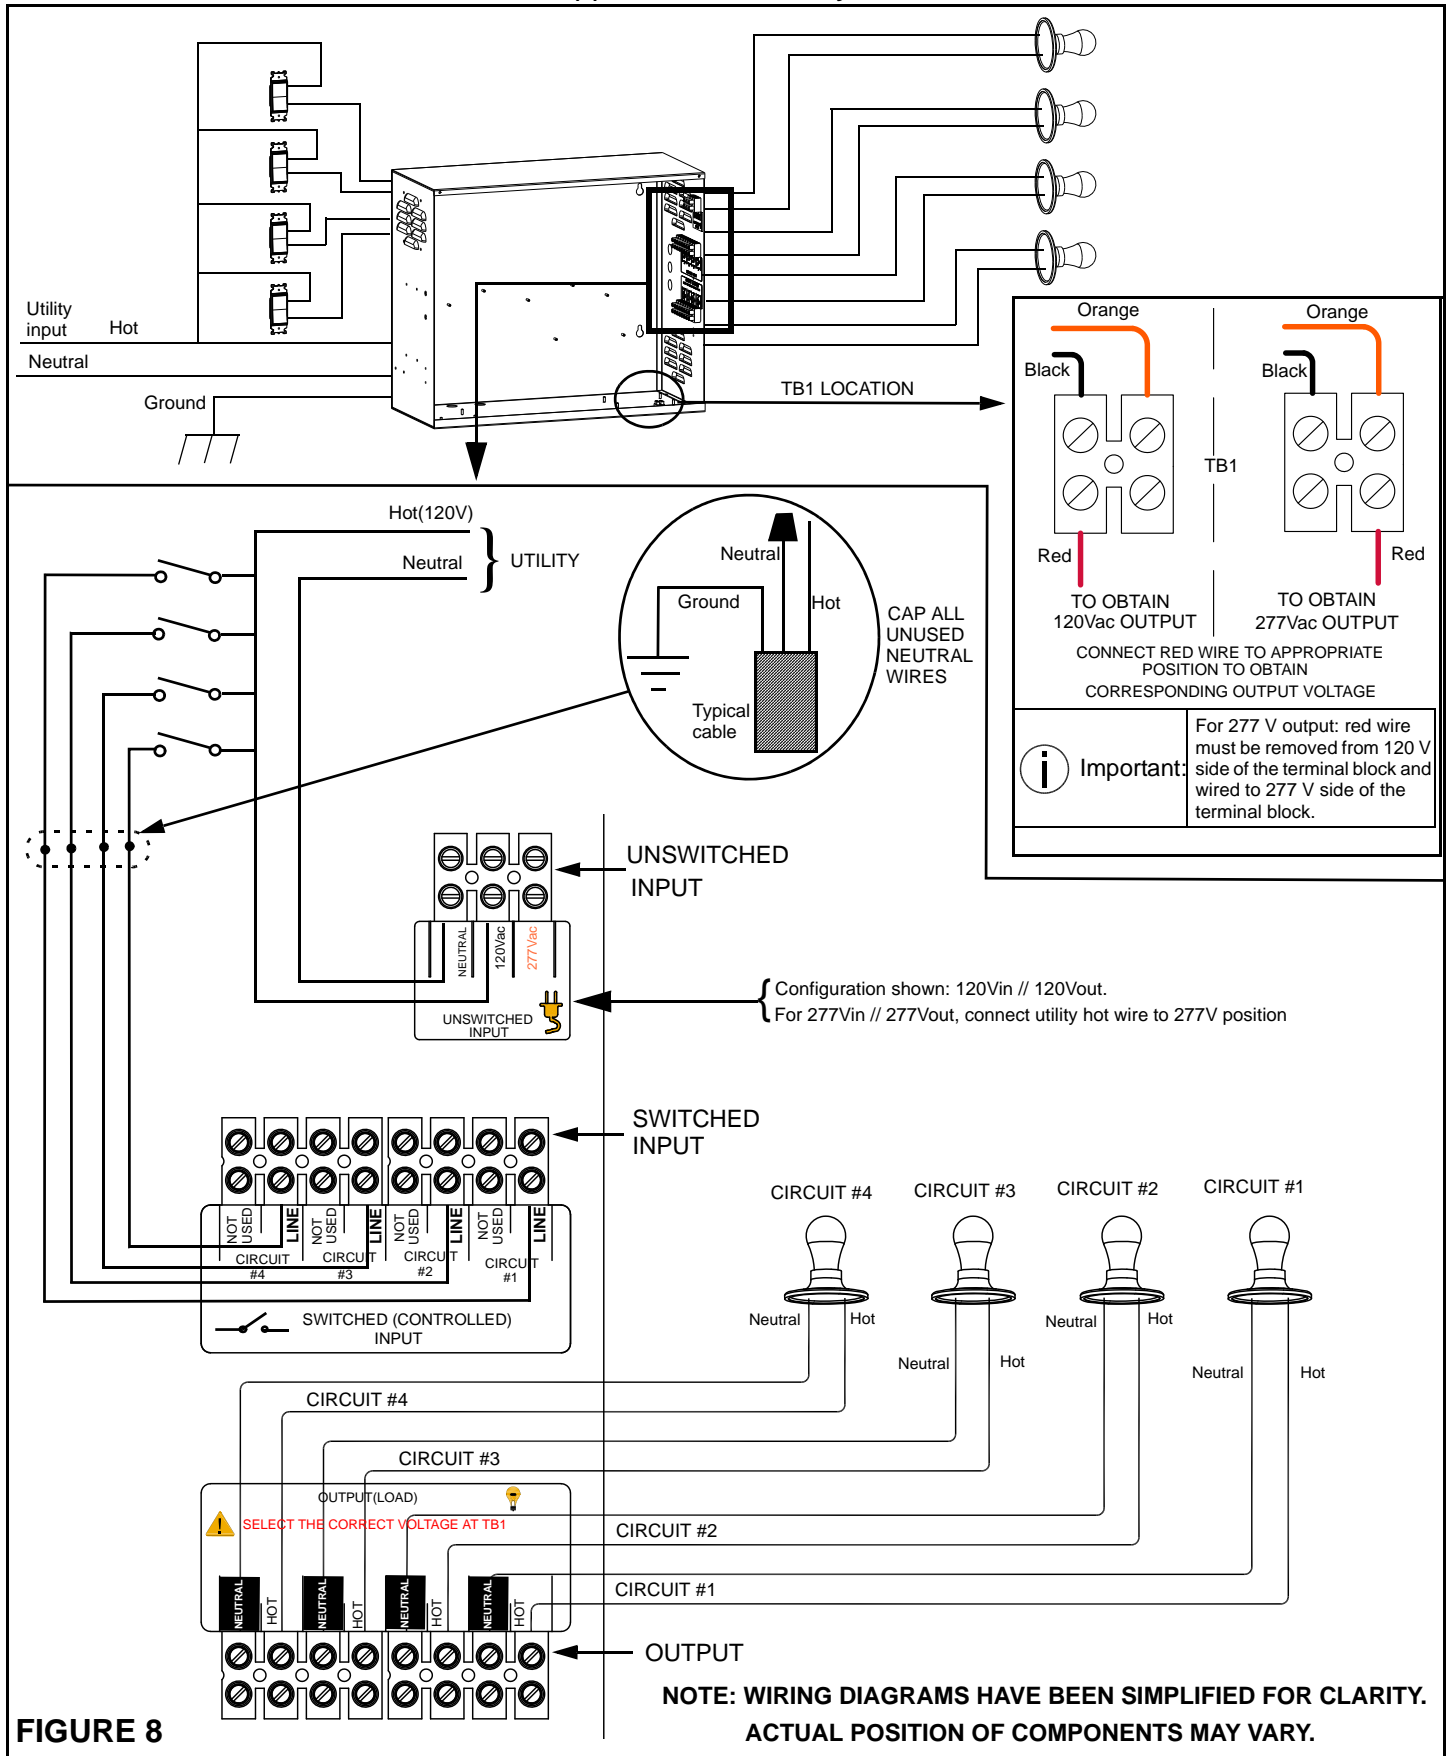 Utility
input Hot
Neutral
Ground
TB1 LOCATION
Orange
Orange
Black
Black
TB1
Red
Red
TO OBTAIN
120Vac OUTPUT
TO OBTAIN
277Vac OUTPUT
CONNECT RED WIRE TO APPROPRIATE
POSITION TO OBTAIN
CORRESPONDING OUTPUT VOLTAGE
i Important:
For 277 V output: red wire
must be removed from 120 V
side of the terminal block and
wired to 277 V side of the
terminal block.
Hot(120V)
Neutral
UTILITY
Neutral
Ground
Hot
Typical
cable
CAP ALL
UNUSED
NEUTRAL
WIRES
UNSWITCHED
INPUT
NEUTRAL
120Vac
277Vac
UNSWITCHED
INPUT
Configuration shown: 120Vin // 120Vout.
For 277Vin // 277Vout, connect utility hot wire to 277V position
SWITCHED
INPUT
NOT
USED
LINE
NOT
USED
LINE
NOT
USED
LINE
NOT
USED
LINE
CIRCUIT
#4
CIRCUIT
#3
CIRCUIT
#2
CIRCUIT
#1
SWITCHED (CONTROLLED)
INPUT
CIRCUIT #4
CIRCUIT #3
CIRCUIT #2
CIRCUIT #1
Neutral
Hot
Neutral
Hot
Neutral
Hot
Neutral
Hot
CIRCUIT #4
CIRCUIT #3
CIRCUIT #2
CIRCUIT #1
OUTPUT(LOAD)
! SELECT THE CORRECT VOLTAGE AT TB1
NEUTRAL
HOT
NEUTRAL
HOT
NEUTRAL
HOT
NEUTRAL
HOT
OUTPUT
NOTE: WIRING DIAGRAMS HAVE BEEN SIMPLIFIED FOR CLARITY.
ACTUAL POSITION OF COMPONENTS MAY VARY.
FIGURE 8